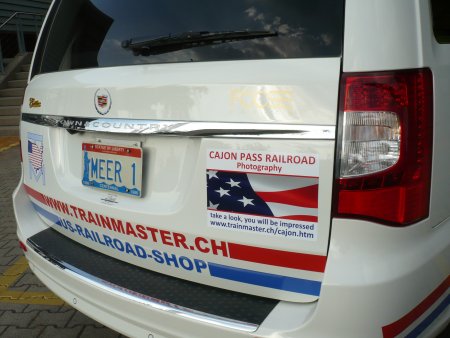 TOWN & COUNTRY
MEER 1
CAJON PASS RAILROAD
Photography
take a look, you will be impressed
www.trainmaster.ch/cajon.htm
WWW.TRAINMASTER.CH
US-RAILROAD-SHOP